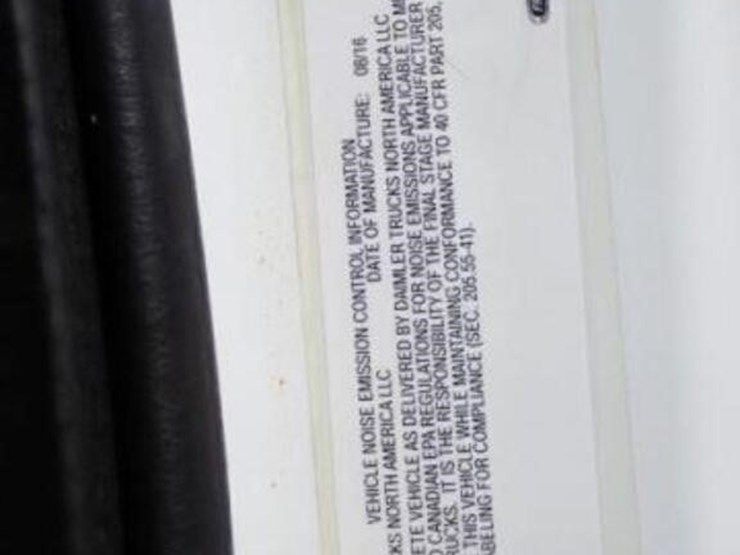 VEHICLE NOISE EMISSION CONTROL INFORMATION
DATE OF MANUFACTURE: 08/16
KS NORTH AMERICA LLC
ETE VEHICLE AS DELIVERED BY DAIMLER TRUCKS NORTH AMERICA LLC
CANADIAN EPA REGULATIONS FOR NOISE EMISSIONS APPLICABLE TO M
RUCKS. IT IS THE RESPONSIBILITY OF THE FINAL STAGE MANUFACTURER
THIS VEHICLE WHILE MAINTAINING CONFORMANCE TO 40 CFR PART 205,
BELING FOR COMPLIANCE (SEC. 205 55-41).